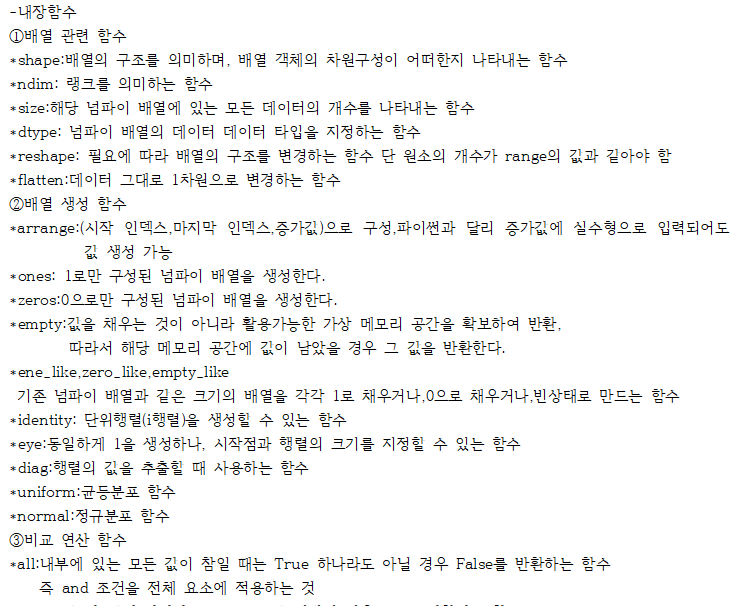 -내장함수
①배열 관련 함수
*shape:배열의 구조를 의미하며, 배열 객체의 차원구성이 어떠한지 나타내는 함수
*ndim: 랭크를 의미하는 함수
*size:해당 넘파이 배열에 있는 모든 데이터의 개수를 나타내는 함수
*dtype: 넘파이 배열의 데이터 데이터 타입을 지정하는 함수
*reshape: 필요에 따라 배열의 구조를 변경하는 함수 단 원소의 개수가 range의 값과 같아야 함
*flatten:데이터 그대로 1차원으로 변경하는 함수
②배열 생성 함수
*arrange:(시작 인덱스,마지막 인덱스,증가값)으로 구성,파이썬과 달리 증가값에 실수형으로 입력되어도
값 생성 가능
*ones: 1로만 구성된 넘파이 배열을 생성한다.
*zeros:0으로만 구성된 넘파이 배열을 생성한다.
*empty:값을 채우는 것이 아니라 활용가능한 가상 메모리 공간을 확보하여 반환,
따라서 해당 메모리 공간에 값이 남았을 경우 그 값을 반환한다.
*ene_like,zero_like,empty_like
기존 넘파이 배열과 같은 크기의 배열을 각각 1로 채우거나,0으로 채우거나,빈상태로 만드는 함수
*identity: 단위행렬(i행렬)을 생성할 수 있는 함수
*eye:동일하게 1을 생성하나, 시작점과 행렬의 크기를 지정할 수 있는 함수
*diag:행렬의 값을 추출할 때 사용하는 함수
*uniform:균등분포 함수
*normal:정규분포 함수
③비교 연산 함수
*all:내부에 있는 모든 값이 참일 때는 True 하나라도 아닐 경우 False를 반환하는 함수
즉 and 조건을 전체 요소에 적용하는 것